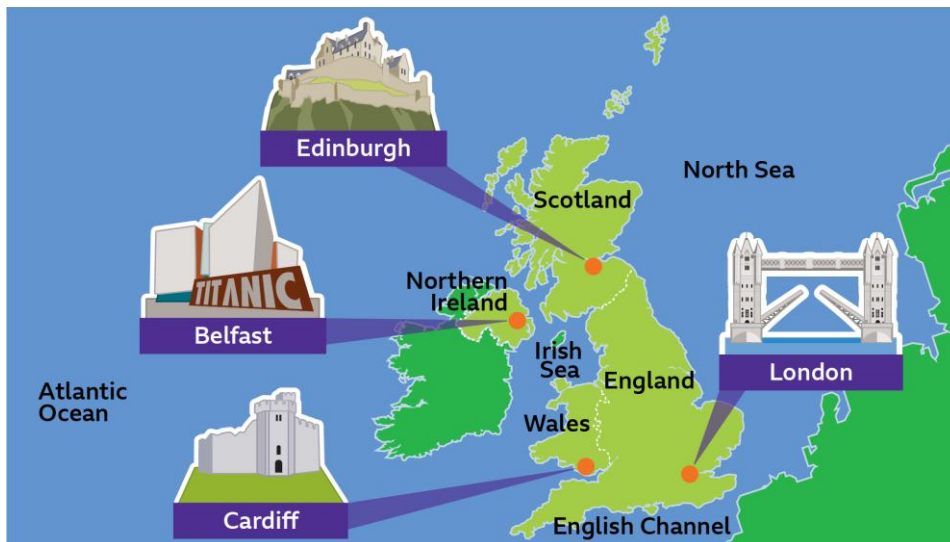 Edinburgh
North Sea
Scotland
TITANIC
Northern
Ireland
Belfast
Irish
Sea
England
London
Atlantic
Ocean
Wales
Cardiff
English Channel